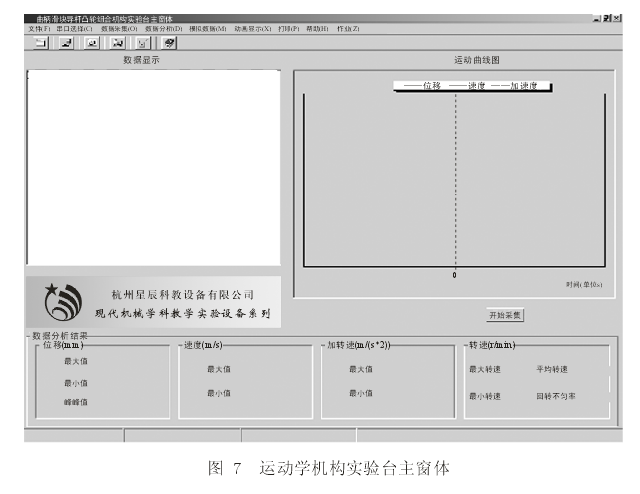 曲柄滑块导杆凸轮组合机构实验台主窗体
文件(F) 串口选择(C) 数据采集(O) 数据分析(D) 模拟数据(M) 动画显示(X) 打印(P) 帮助(H) 作业(Z)
数据显示
运动曲线图
——位移 ——速度 ——加速度
0
时间(单位s)
杭州星辰科教设备有限公司
现代机械学科教学实验设备系列
开始采集
数据分析结果
位移(mm)
最大值
最小值
峰峰值
速度(m/s)
最大值
最小值
加转速(m/(s*2))
最大值
最小值
转速(r/min)
最大转速 平均转速
最小转速 回转不匀率
图 7 运动学机构实验台主窗体